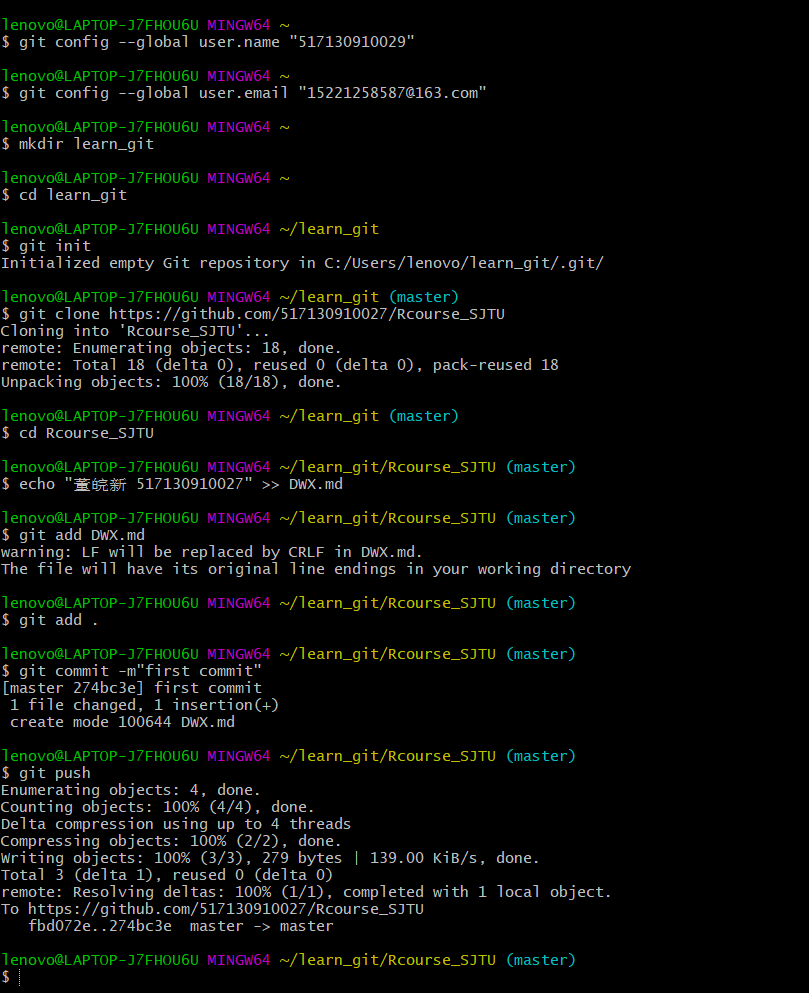 lenovo@LAPTOP-J7FHOU6U MINGW64 ~
$ git config --global user.name "517130910029"
lenovo@LAPTOP-J7FHOU6U MINGW64 ~
$ git config --global user.email "15221258587@163.com"
lenovo@LAPTOP-J7FHOU6U MINGW64 ~
$ mkdir learn_git
lenovo@LAPTOP-J7FHOU6U MINGW64 ~
$ cd learn_git
lenovo@LAPTOP-J7FHOU6U MINGW64 ~/learn_git
$ git init
Initialized empty Git repository in C:/Users/lenovo/learn_git/.git/
lenovo@LAPTOP-J7FHOU6U MINGW64 ~/learn_git (master)
$ git clone https://github.com/517130910027/Rcourse_SJTU
Cloning into 'Rcourse_SJTU'...
remote: Enumerating objects: 18, done.
remote: Total 18 (delta 0), reused 0 (delta 0), pack-reused 18
Unpacking objects: 100% (18/18), done.
lenovo@LAPTOP-J7FHOU6U MINGW64 ~/learn_git (master)
$ cd Rcourse_SJTU
lenovo@LAPTOP-J7FHOU6U MINGW64 ~/learn_git/Rcourse_SJTU (master)
$ echo "董皖新 517130910027" >> DWX.md
lenovo@LAPTOP-J7FHOU6U MINGW64 ~/learn_git/Rcourse_SJTU (master)
$ git add DWX.md
warning: LF will be replaced by CRLF in DWX.md.
The file will have its original line endings in your working directory
lenovo@LAPTOP-J7FHOU6U MINGW64 ~/learn_git/Rcourse_SJTU (master)
$ git add .
lenovo@LAPTOP-J7FHOU6U MINGW64 ~/learn_git/Rcourse_SJTU (master)
$ git commit -m"first commit"
[master 274bc3e] first commit
 1 file changed, 1 insertion(+)
 create mode 100644 DWX.md
lenovo@LAPTOP-J7FHOU6U MINGW64 ~/learn_git/Rcourse_SJTU (master)
$ git push
Enumerating objects: 4, done.
Counting objects: 100% (4/4), done.
Delta compression using up to 4 threads
Compressing objects: 100% (2/2), done.
Writing objects: 100% (3/3), 279 bytes | 139.00 KiB/s, done.
Total 3 (delta 1), reused 0 (delta 0)
remote: Resolving deltas: 100% (1/1), completed with 1 local object.
To https://github.com/517130910027/Rcourse_SJTU
   fbd072e..274bc3e  master -> master
lenovo@LAPTOP-J7FHOU6U MINGW64 ~/learn_git/Rcourse_SJTU (master)
$